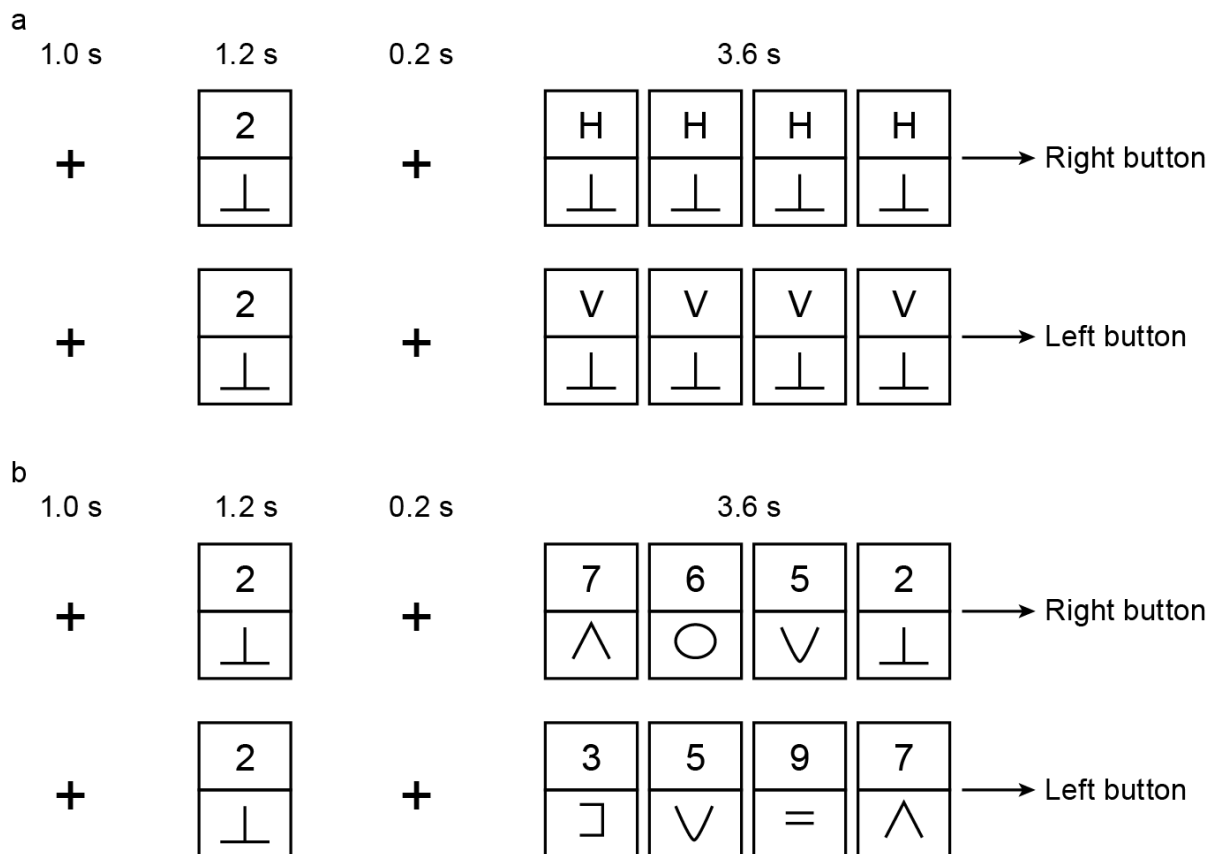 a
1.0 s 1.2 s 0.2 s 3.6 s
2 H H H H
+ ⊥ + ⊥ ⊥ ⊥ ⊥ → Right button
2 V V V V
+ ⊥ + ⊥ ⊥ ⊥ ⊥ → Left button
b
1.0 s 1.2 s 0.2 s 3.6 s
2 7 6 5 2
+ ⊥ + ∧ ○ ∨ ⊥ → Right button
2 3 5 9 7
+ ⊥ + ⊐ ∨ = ∧ → Left button